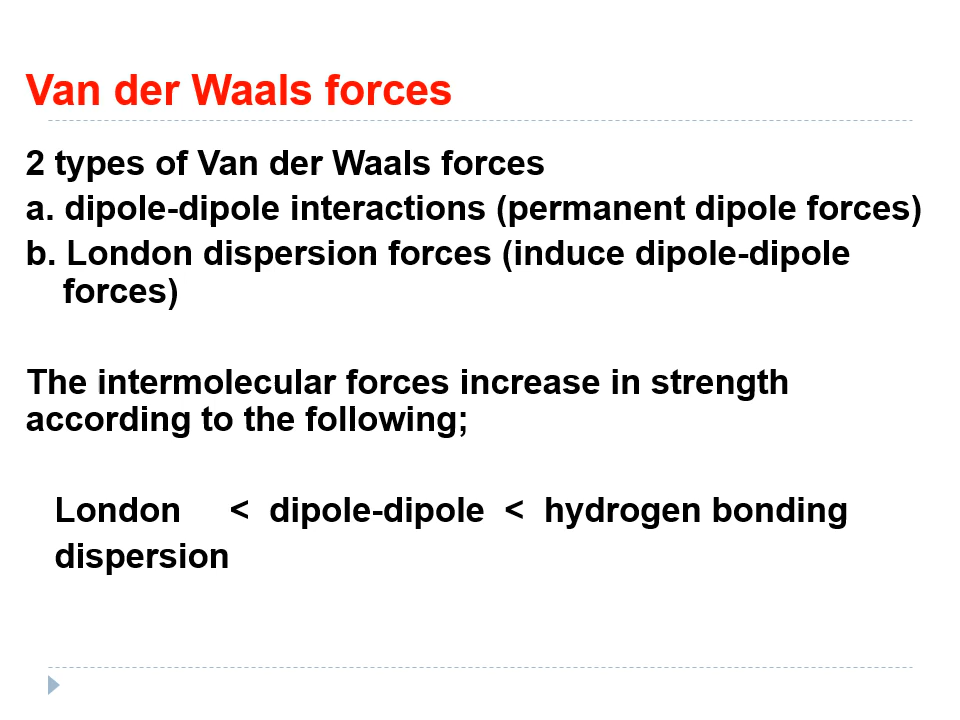 Van der Waals forces
2 types of Van der Waals forces
a. dipole-dipole interactions (permanent dipole forces)
b. London dispersion forces (induce dipole-dipole
forces)
The intermolecular forces increase in strength
according to the following;
London < dipole-dipole < hydrogen bonding
dispersion